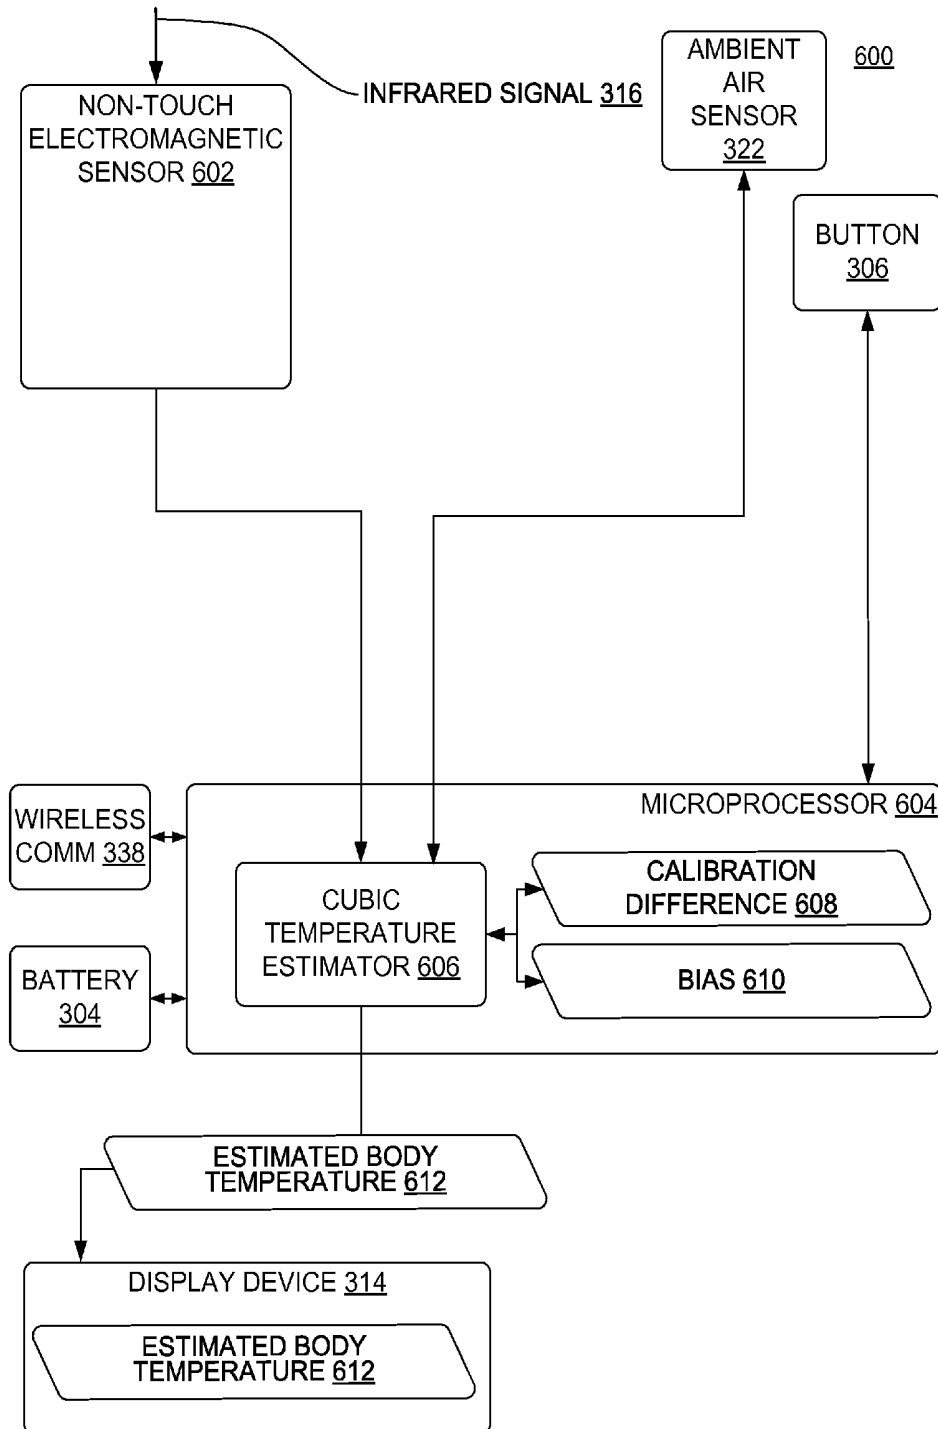 NON-TOUCH
ELECTROMAGNETIC
SENSOR 602
INFRARED SIGNAL 316
AMBIENT
AIR
SENSOR
322
600
BUTTON
306
WIRELESS
COMM 338
BATTERY
304
MICROPROCESSOR 604
CUBIC
TEMPERATURE
ESTIMATOR 606
CALIBRATION
DIFFERENCE 608
BIAS 610
ESTIMATED BODY
TEMPERATURE 612
DISPLAY DEVICE 314
ESTIMATED BODY
TEMPERATURE 612